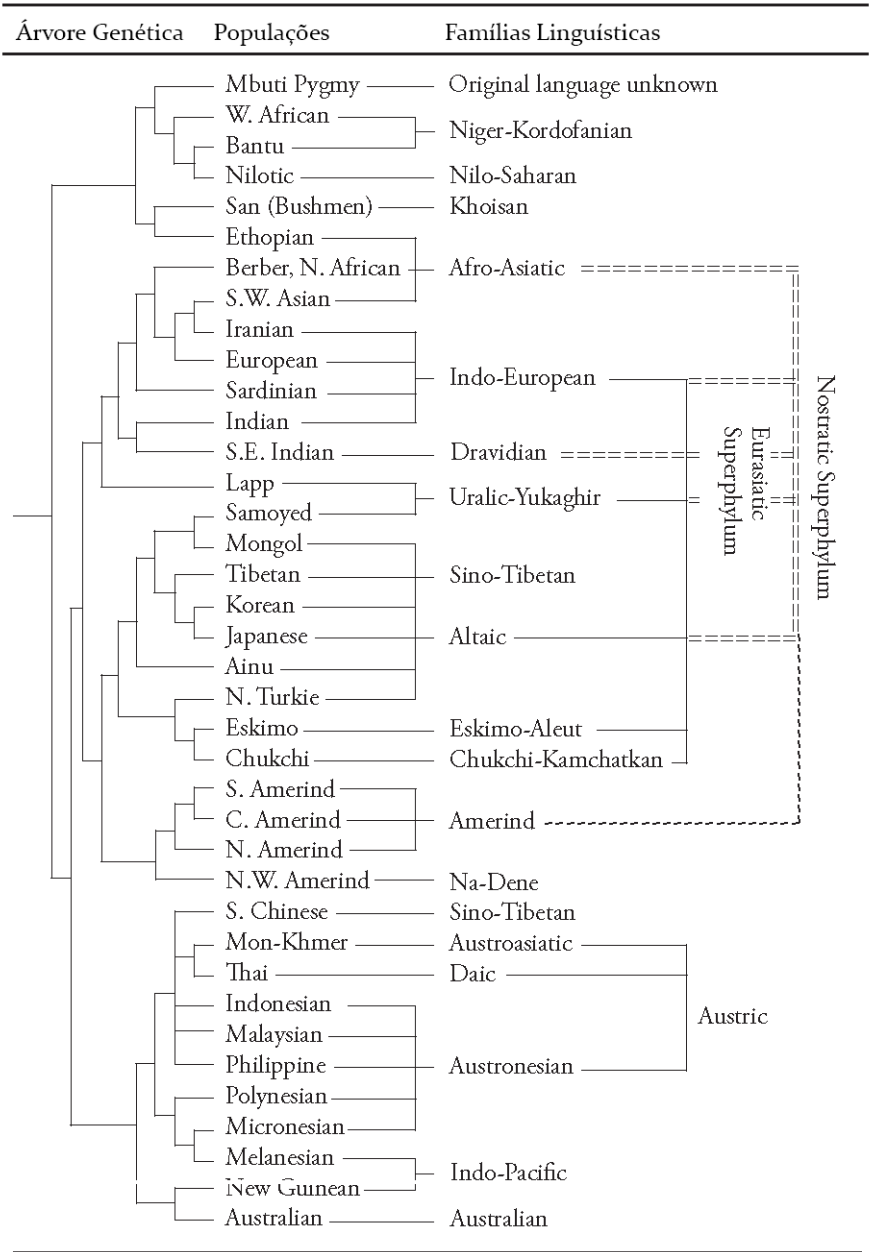 Árvore Genética Populações Famílias Linguísticas
Mbuti Pygmy Original language unknown
W. African
Niger-Kordofanian
Bantu
Nilotic Nilo-Saharan
San (Bushmen) Khoisan
Ethopian
Berber, N. African Afro-Asiatic
S.W. Asian
Iranian
European
Indo-European
Sardinian
Indian
S.E. Indian Dravidian
Lapp
Uralic-Yukaghir
Samoyed
Mongol
Tibetan Sino-Tibetan
Korean
Japanese Altaic
Ainu
N. Turkie
Eskimo Eskimo-Aleut
Chukchi Chukchi-Kamchatkan
S. Amerind
C. Amerind Amerind
N. Amerind
N.W. Amerind Na-Dene
S. Chinese Sino-Tibetan
Mon-Khmer Austroasiatic
Thai Daic
Indonesian
Austric
Malaysian
Philippine Austronesian
Polynesian
Micronesian
Melanesian
Indo-Pacific
New Guinean
Australian Australian
Eurasiatic
Superphylum
Nostratic Superphylum